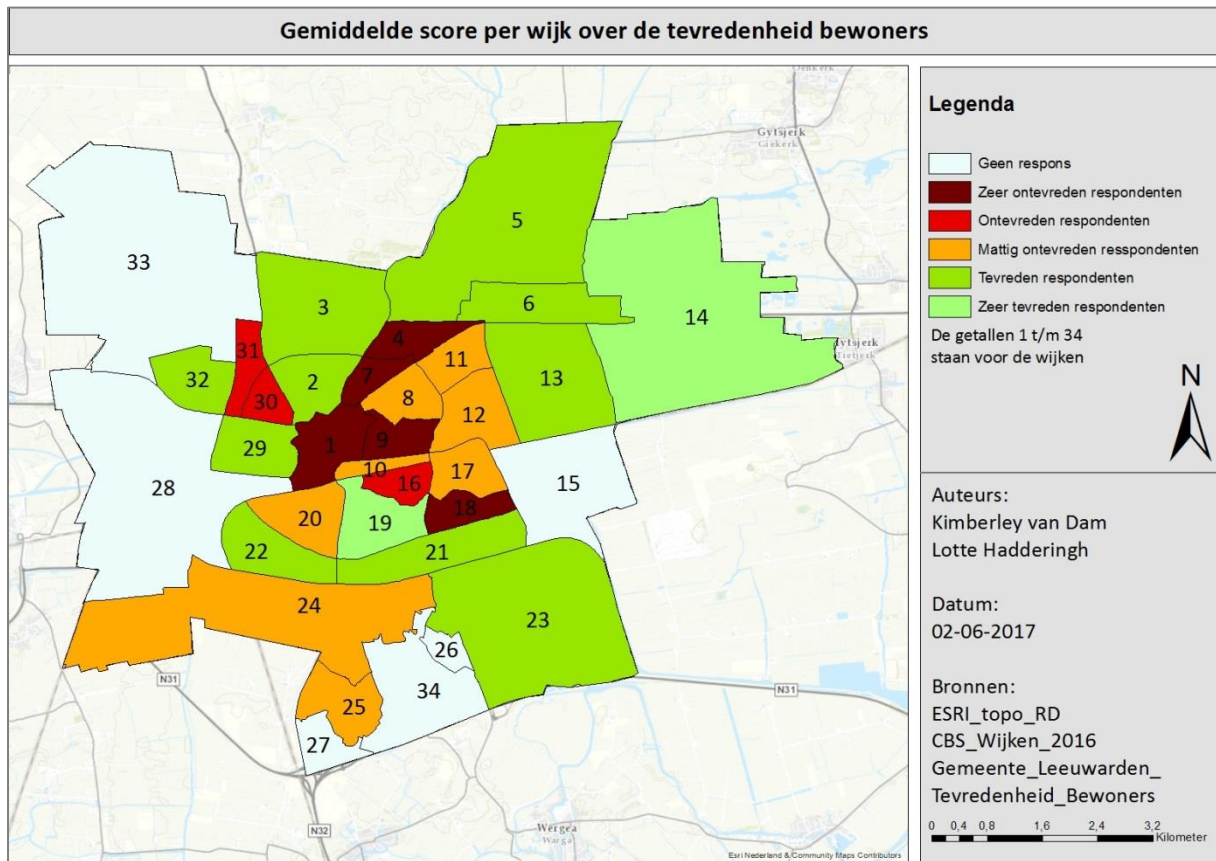 Gemiddelde score per wijk over de tevredenheid bewoners
Legenda
Geen respons
Zeer ontevreden respondenten
Ontevreden respondenten
Mattig ontevreden resspondenten
Tevreden respondenten
Zeer tevreden respondenten
De getallen 1 t/m 34
staan voor de wijken
N
Auteurs:
Kimberley van Dam
Lotte Hadderingh
Datum:
02-06-2017
Bronnen:
ESRI_topo_RD
CBS_Wijken_2016
Gemeente_Leeuwarden_
Tevredenheid_Bewoners
0 0,4 0,8 1,6 2,4 3,2
Kilometer
Gytsjerk
Giekerk
Tietjerk
5
33
3
6
14
4
31
11
7
32
2
13
30
8
12
1
9
29
10
17
16
15
28
18
20
19
21
22
24
23
26
34
25
27
N31
N31
N32
Wergea
Warga
Esri Nederland & Community Maps Contributors